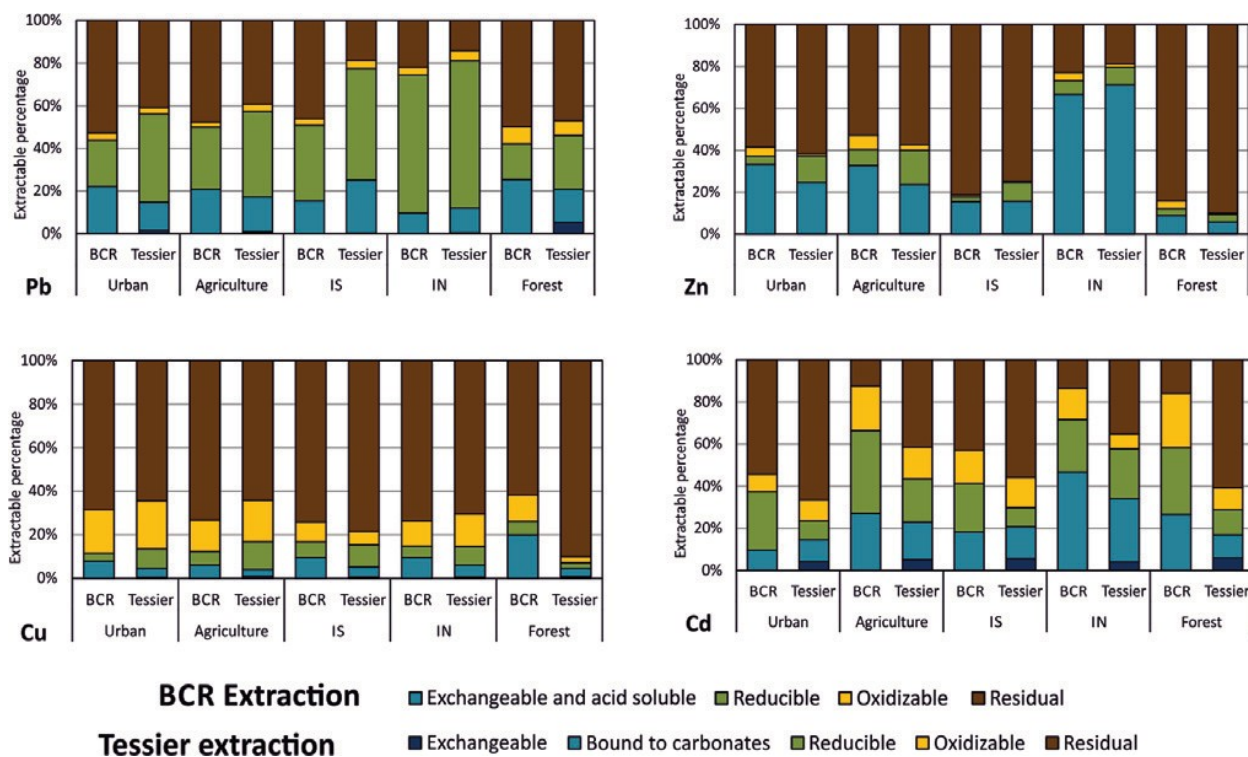 Extractable percentage
100%
80%
60%
40%
20%
0%
BCR Tessier BCR Tessier BCR Tessier BCR Tessier BCR Tessier
Urban Agriculture IS IN Forest
Pb
Extractable percentage
100%
80%
60%
40%
20%
0%
BCR Tessier BCR Tessier BCR Tessier BCR Tessier BCR Tessier
Urban Agriculture IS IN Forest
Zn
Extractable percentage
100%
80%
60%
40%
20%
0%
BCR Tessier BCR Tessier BCR Tessier BCR Tessier BCR Tessier
Urban Agriculture IS IN Forest
Cu
Extractable percentage
100%
80%
60%
40%
20%
0%
BCR Tessier BCR Tessier BCR Tessier BCR Tessier BCR Tessier
Urban Agriculture IS IN Forest
Cd
BCR Extraction Exchangeable and acid soluble Reducible Oxidizable Residual
Tessier extraction Exchangeable Bound to carbonates Reducible Oxidizable Residual